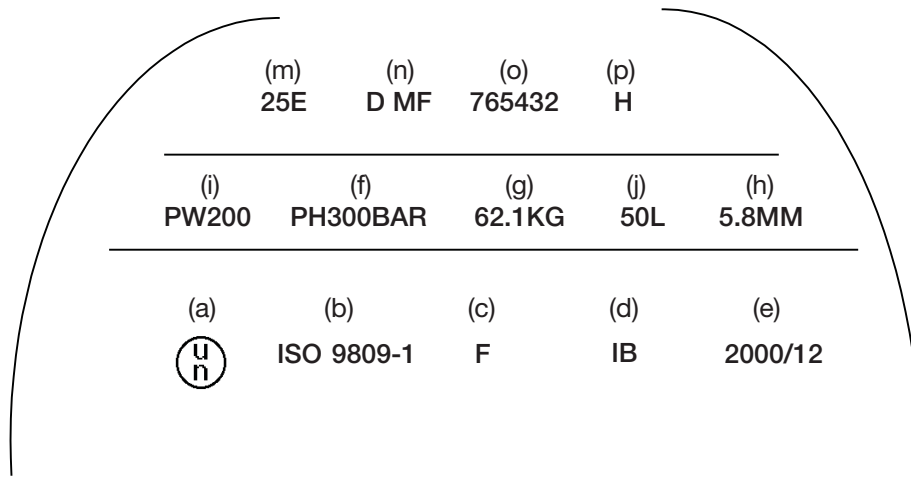 (m) (n) (o) (p)
25E D MF 765432 H
(i) (f) (g) (j) (h)
PW200 PH300BAR 62.1KG 50L 5.8MM
(a) (b) (c) (d) (e)
u
n
ISO 9809-1 F IB 2000/12